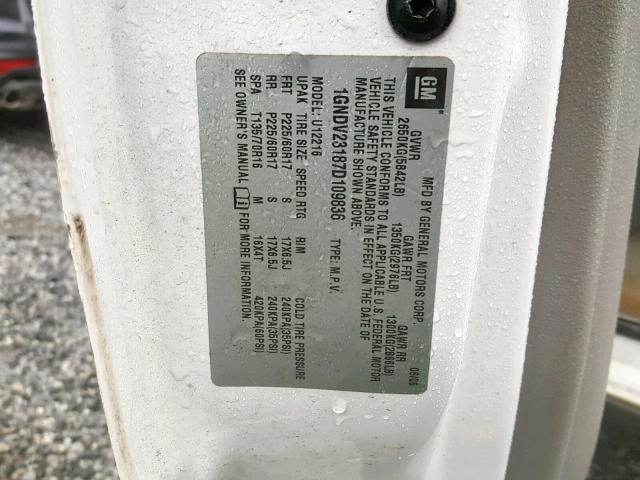 GM
MFD BY GENERAL MOTORS CORP. 08/06
GVWR GAWR FRT GAWR RR
2650KG(5842LB) 1350KG(2976LB) 1300KG(2866LB)
THIS VEHICLE CONFORMS TO ALL APPLICABLE U.S. FEDERAL MOTOR
VEHICLE SAFETY STANDARDS IN EFFECT ON THE DATE OF
MANUFACTURE SHOWN ABOVE.
1GNDV23187D109836 TYPE: M.P.V.
MODEL: U12216
UPAK TIRE SIZE SPEED RTG RIM COLD TIRE PRESSURE
FRT P225/60R17 S 17X6.5J 240KPA(35PSI)
RR P225/60R17 S 17X6.5J 240KPA(35PSI)
SPA T135/70R16 M 16X4T 420KPA(60PSI)
SEE OWNER'S MANUAL FOR MORE INFORMATION.